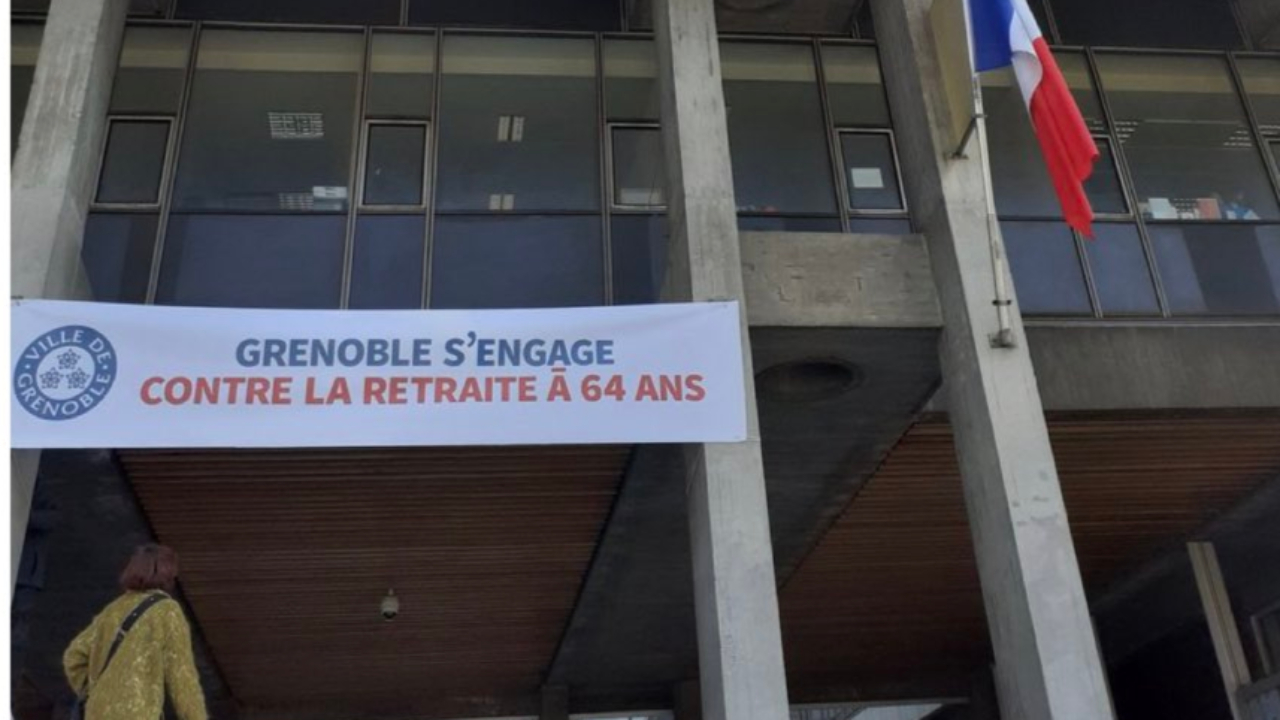 VILLE DE GRENOBLE
GRENOBLE S'ENGAGE
CONTRE LA RETRAITE À 64 ANS